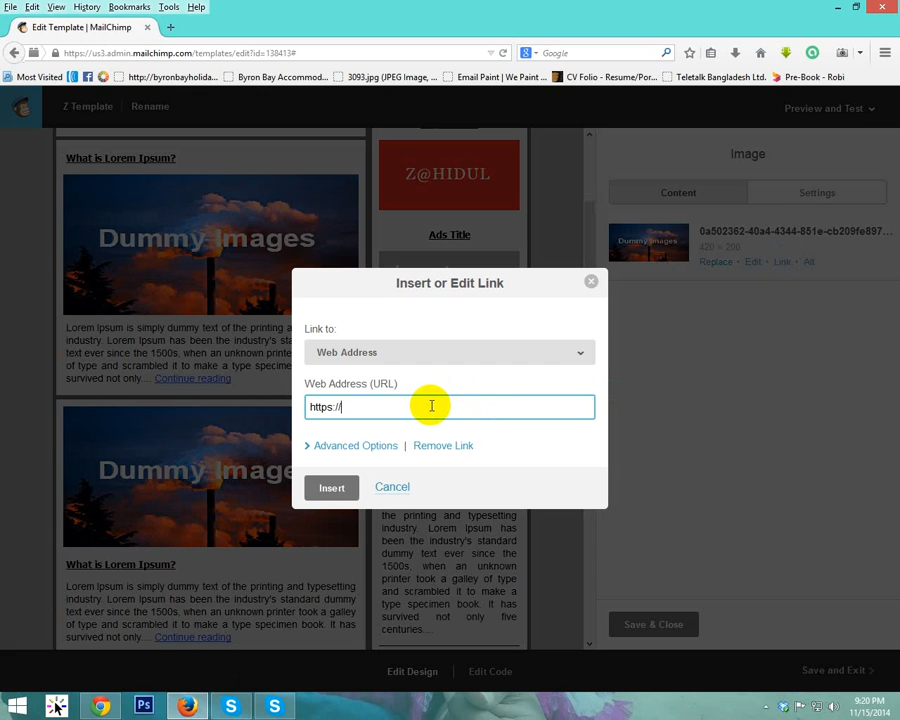 File Edit View History Bookmarks Tools Help
Edit Template | MailChimp
https://us3.admin.mailchimp.com/templates/edit?id=138413#
Google
Most Visited
http://byronbayholida...
Byron Bay Accommod...
3093.jpg (JPEG Image, ...
Email Paint | We Paint ...
CV Folio - Resume/Por...
Teletalk Bangladesh Ltd.
Pre-Book - Robi
Z Template Rename Preview and Test
What is Lorem Ipsum?
Dummy Images
Lorem Ipsum is simply dummy text of the printing a
industry. Lorem Ipsum has been the industry's standard
text ever since the 1500s, when an unknown printer took
type and scrambled it to make a type specimen book. It
survived not only.... Continue reading
Dummy Image
What is Lorem Ipsum?
Lorem Ipsum is simply dummy text of the printing and typesetting
industry. Lorem Ipsum has been the industry's standard dummy
text ever since the 1500s, when an unknown printer took a galley
of type and scrambled it to make a type specimen book. It has
survived not only.... Continue reading
Z@HIDUL
Ads Title
the printing and typesetting
industry. Lorem Ipsum has
been the industry's standard
dummy text ever since the
1500s, when an unknown
printer took a galley of type
and scrambled it to make a
type specimen book. It has
survived not only five
centuries....
Insert or Edit Link
Link to:
Web Address
Web Address (URL)
https://
Advanced Options | Remove Link
Insert Cancel
Image
Content Settings
Dummy Images
0a502362-40a4-4344-851e-cb209fe897...
420 × 290
Replace · Edit · Link · Alt
Save & Close
Edit Design Edit Code Save and Exit >
Ps
9:20 PM
11/15/2014